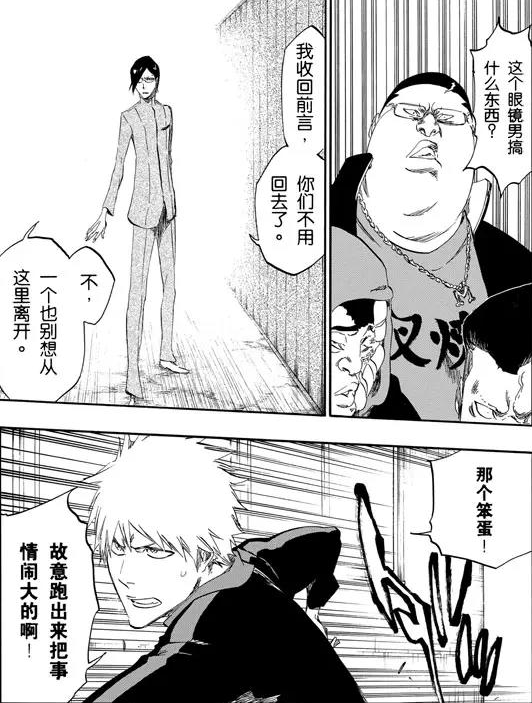 这个眼镜男搞
什么东西？
我收回前言，
你们不用
回去了。
不，
一个也别想从
这里离开。
叉烧
那个笨蛋！
故意跑出来把事
情闹大的啊！